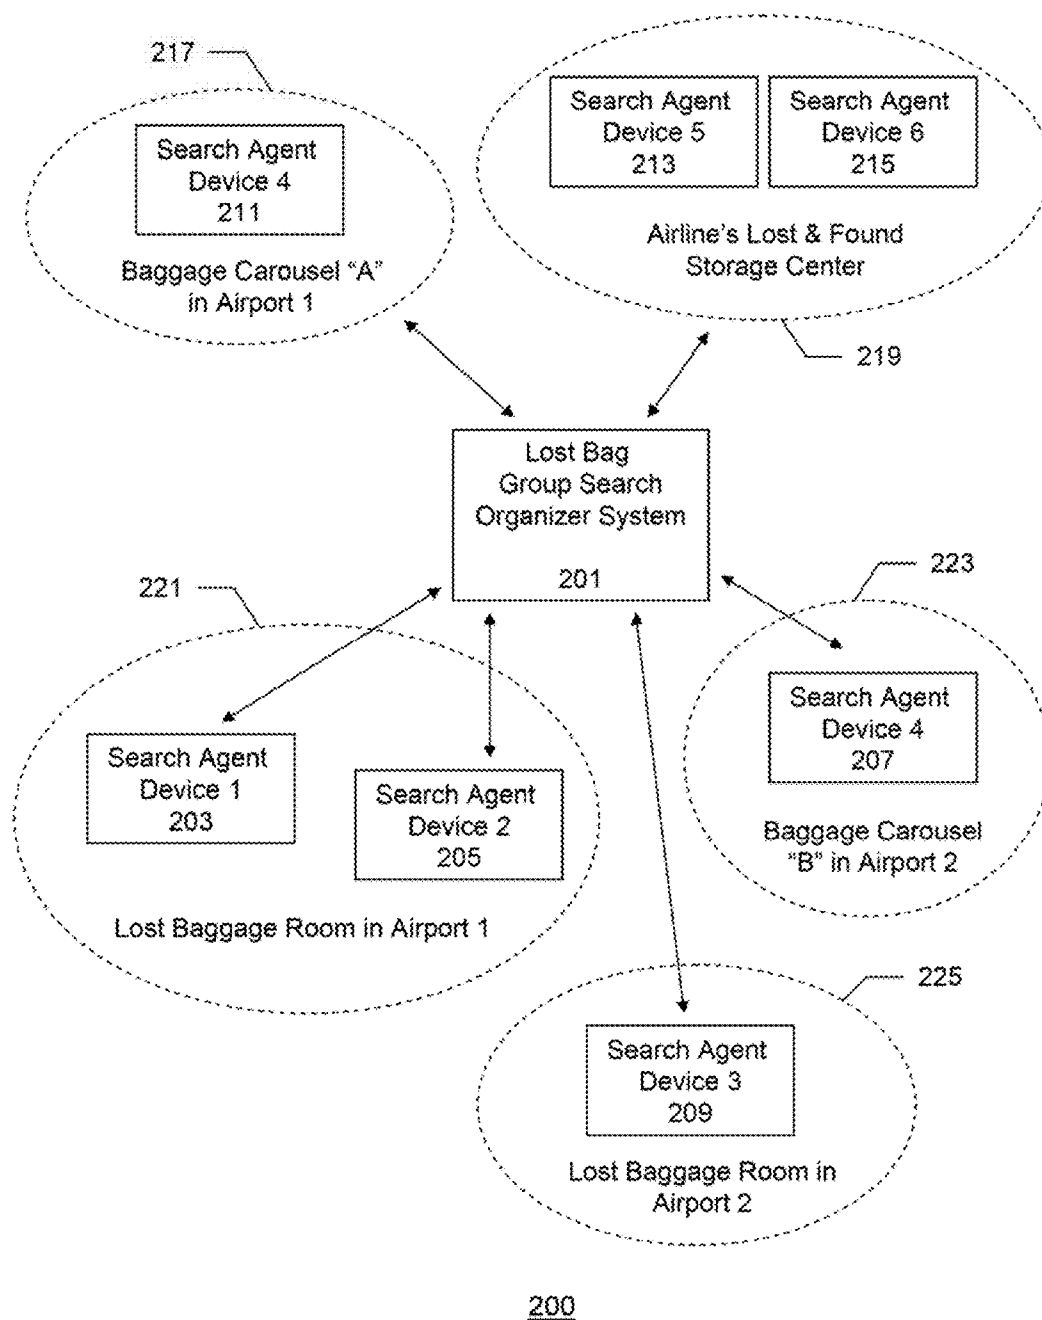 217
Search Agent
Device 4
211
Baggage Carousel "A"
in Airport 1
Search Agent
Device 5
213
Search Agent
Device 6
215
Airline's Lost & Found
Storage Center
219
Lost Bag
Group Search
Organizer System
201
221
223
Search Agent
Device 1
203
Search Agent
Device 2
205
Lost Baggage Room in Airport 1
Search Agent
Device 4
207
Baggage Carousel
"B" in Airport 2
225
Search Agent
Device 3
209
Lost Baggage Room in
Airport 2
200